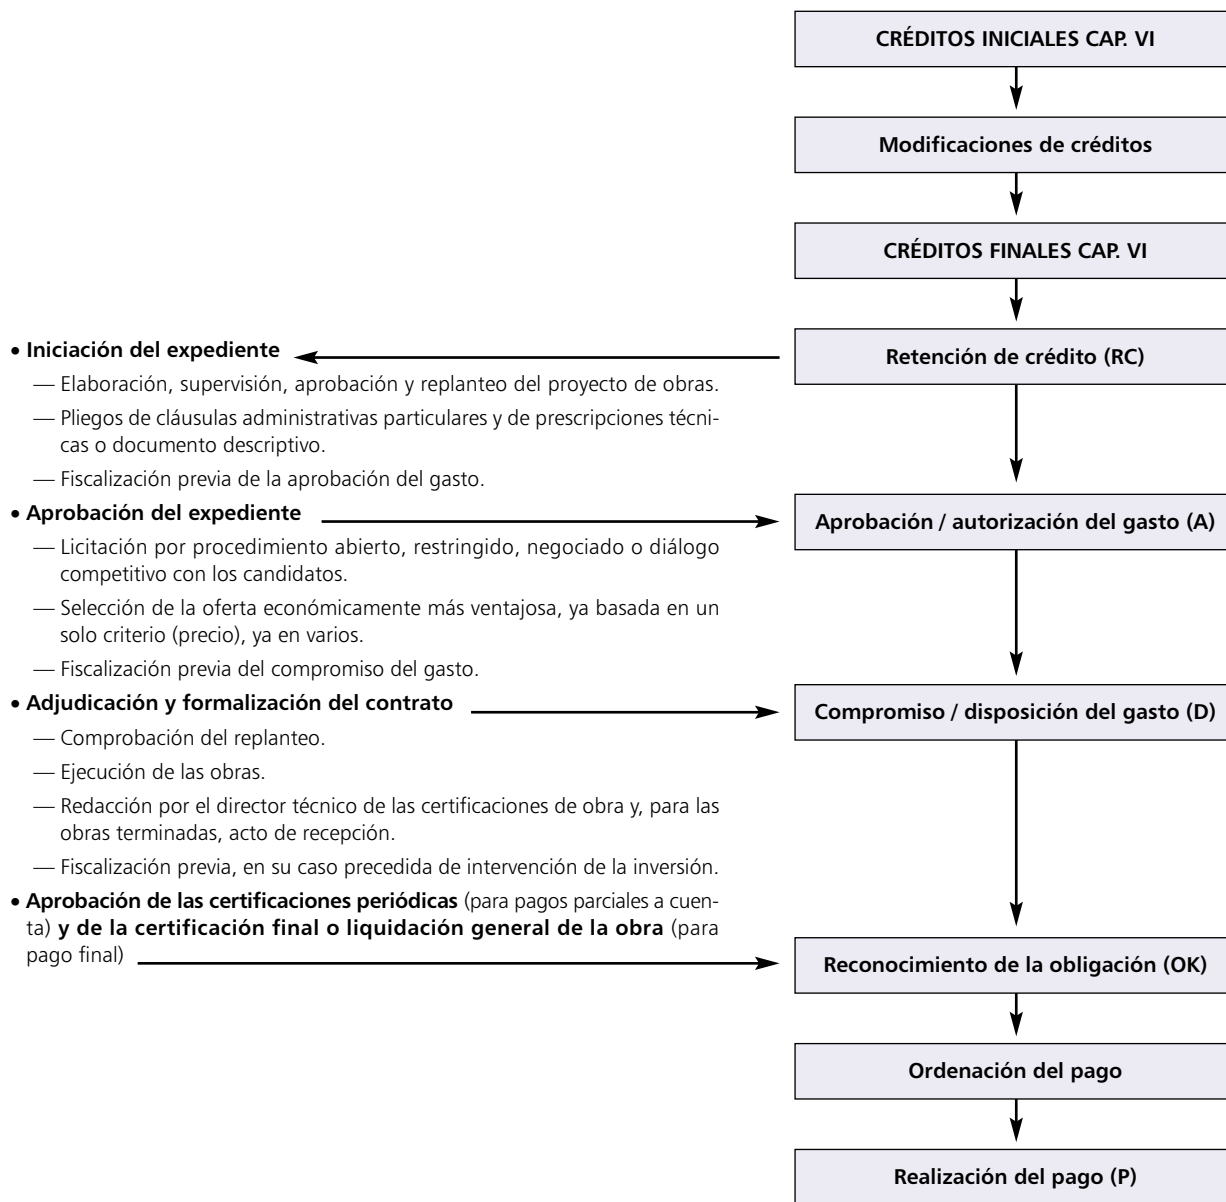 CRÉDITOS INICIALES CAP. VI
Modificaciones de créditos
CRÉDITOS FINALES CAP. VI
Retención de crédito (RC)
• Iniciación del expediente
— Elaboración, supervisión, aprobación y replanteo del proyecto de obras.
— Pliegos de cláusulas administrativas particulares y de prescripciones técni-
cas o documento descriptivo.
— Fiscalización previa de la aprobación del gasto.
• Aprobación del expediente
Aprobación / autorización del gasto (A)
— Licitación por procedimiento abierto, restringido, negociado o diálogo
competitivo con los candidatos.
— Selección de la oferta económicamente más ventajosa, ya basada en un
solo criterio (precio), ya en varios.
— Fiscalización previa del compromiso del gasto.
• Adjudicación y formalización del contrato
Compromiso / disposición del gasto (D)
— Comprobación del replanteo.
— Ejecución de las obras.
— Redacción por el director técnico de las certificaciones de obra y, para las
obras terminadas, acto de recepción.
— Fiscalización previa, en su caso precedida de intervención de la inversión.
• Aprobación de las certificaciones periódicas (para pagos parciales a cuen-
ta) y de la certificación final o liquidación general de la obra (para
pago final)
Reconocimiento de la obligación (OK)
Ordenación del pago
Realización del pago (P)